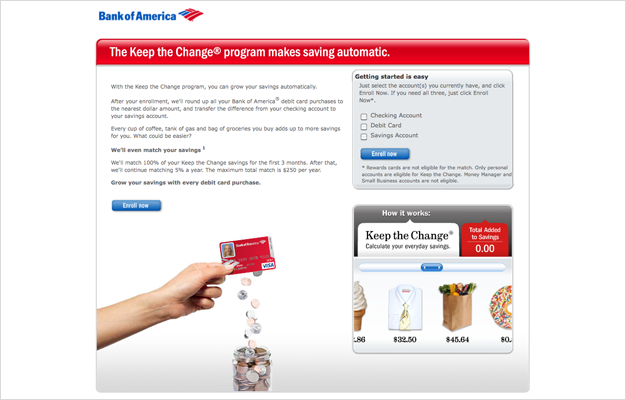 Bank of America
The Keep the Change® program makes saving automatic.
With the Keep the Change program, you can grow your savings automatically.
After your enrollment, we'll round up all your Bank of America® debit card purchases to
the nearest dollar amount, and transfer the difference from your checking account to
your savings account.
Every cup of coffee, tank of gas and bag of groceries you buy adds up to more savings
for you. What could be easier?
We'll even match your savings ‡
We'll match 100% of your Keep the Change savings for the first 3 months. After that,
we'll continue matching 5% a year. The maximum total match is $250 per year.
Grow your savings with every debit card purchase.
Enroll now
Getting started is easy
Just select the account(s) you currently have, and click
Enroll Now. If you need all three, just click Enroll
Now*.
Checking Account
Debit Card
Savings Account
Enroll now
* Rewards cards are not eligible for the match. Only personal
accounts are eligible for Keep the Change. Money Manager and
Small Business accounts are not eligible.
How it works:
Keep the Change®
Calculate your everyday savings.
Total Added
to Savings
0.00
.86
$32.50
$45.64
$0.
Bank of America
VISA